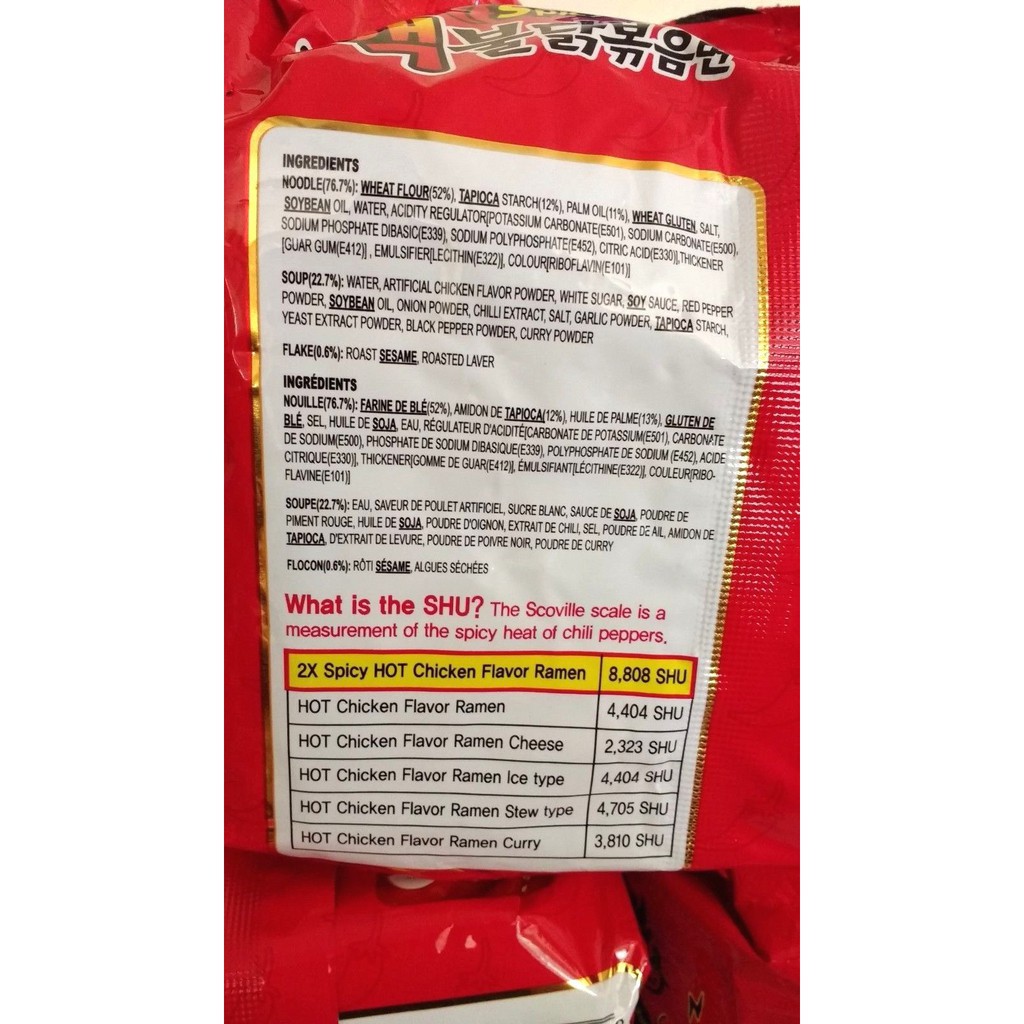 핵불닭볶음면
INGREDIENTS
NOODLE(76.7%): WHEAT FLOUR(52%), TAPIOCA STARCH(12%), PALM OIL(11%), WHEAT GLUTEN, SALT,
SOYBEAN OIL, WATER, ACIDITY REGULATOR[POTASSIUM CARBONATE(E501), SODIUM CARBONATE(E500),
SODIUM PHOSPHATE DIBASIC(E339), SODIUM POLYPHOSPHATE(E452), CITRIC ACID(E330)],THICKENER
[GUAR GUM(E412)] , EMULSIFIER[LECITHIN(E322)], COLOUR[RIBOFLAVIN(E101)]
SOUP(22.7%): WATER, ARTIFICIAL CHICKEN FLAVOR POWDER, WHITE SUGAR, SOY SAUCE, RED PEPPER
POWDER, SOYBEAN OIL, ONION POWDER, CHILLI EXTRACT, SALT, GARLIC POWDER, TAPIOCA STARCH,
YEAST EXTRACT POWDER, BLACK PEPPER POWDER, CURRY POWDER
FLAKE(0.6%): ROAST SESAME, ROASTED LAVER
INGRÉDIENTS
NOUILLE(76.7%): FARINE DE BLÉ(52%), AMIDON DE TAPIOCA(12%), HUILE DE PALME(13%), GLUTEN DE
BLÉ, SEL, HUILE DE SOJA, EAU, RÉGULATEUR D'ACIDITÉ[CARBONATE DE POTASSIUM(E501), CARBONATE
DE SODIUM(E500), PHOSPHATE DE SODIUM DIBASIQUE(E339), POLYPHOSPHATE DE SODIUM (E452), ACIDE
CITRIQUE(E330)], THICKENER[GOMME DE GUAR(E412)], ÉMULSIFIANT[LÉCITHINE(E322)], COULEUR[RIBO-
FLAVINE(E101)]
SOUPE(22.7%): EAU, SAVEUR DE POULET ARTIFICIEL, SUCRE BLANC, SAUCE DE SOJA, POUDRE DE
PIMENT ROUGE, HUILE DE SOJA, POUDRE D'OIGNON, EXTRAIT DE CHILI, SEL, POUDRE DE AIL, AMIDON DE
TAPIOCA, D'EXTRAIT DE LEVURE, POUDRE DE POIVRE NOIR, POUDRE DE CURRY
FLOCON(0.6%): RÔTI SÉSAME, ALGUES SÉCHÉES
What is the SHU? The Scoville scale is a
measurement of the spicy heat of chili peppers.
2X Spicy HOT Chicken Flavor Ramen 8,808 SHU
HOT Chicken Flavor Ramen 4,404 SHU
HOT Chicken Flavor Ramen Cheese 2,323 SHU
HOT Chicken Flavor Ramen Ice type 4,404 SHU
HOT Chicken Flavor Ramen Stew type 4,705 SHU
HOT Chicken Flavor Ramen Curry 3,810 SHU